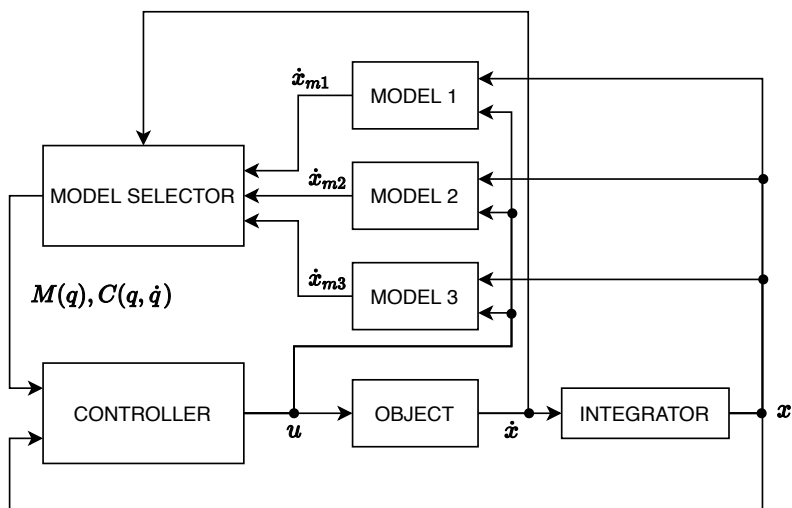 ẋₘ₁
MODEL 1
MODEL SELECTOR
ẋₘ₂
MODEL 2
ẋₘ₃
MODEL 3
M(q), C(q, q̇)
CONTROLLER
u
OBJECT
ẋ
INTEGRATOR
x